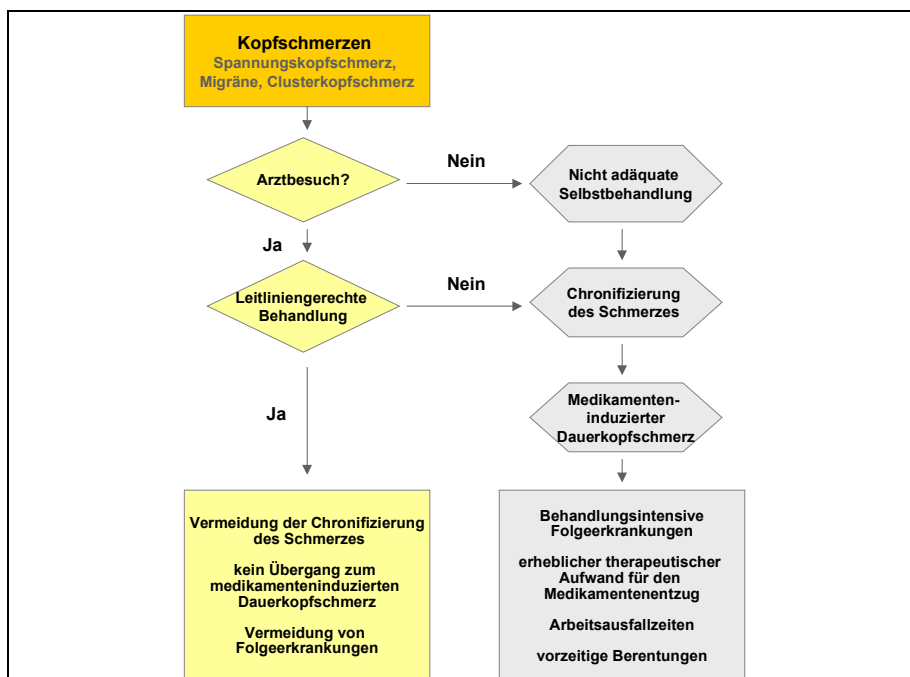 Kopfschmerzen
Spannungskopfschmerz,
Migräne, Clusterkopfschmerz
Arztbesuch?
Nein
Nicht adäquate
Selbstbehandlung
Ja
Leitliniengerechte
Behandlung
Nein
Chronifizierung
des Schmerzes
Ja
Medikamenten-
induzierter
Dauerkopfschmerz
Vermeidung der Chronifizierung
des Schmerzes
kein Übergang zum
medikamenteninduzierten
Dauerkopfschmerz
Vermeidung von
Folgeerkrankungen
Behandlungsintensive
Folgeerkrankungen
erheblicher therapeutischer
Aufwand für den
Medikamentenentzug
Arbeitsausfallzeiten
vorzeitige Berentungen